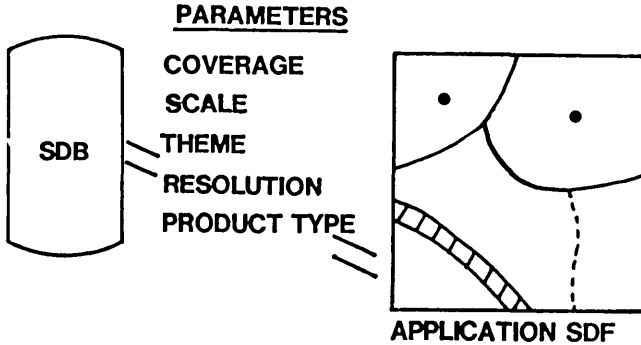 PARAMETERS
COVERAGE
SCALE
THEME
SDB
RESOLUTION
PRODUCT TYPE
APPLICATION SDF